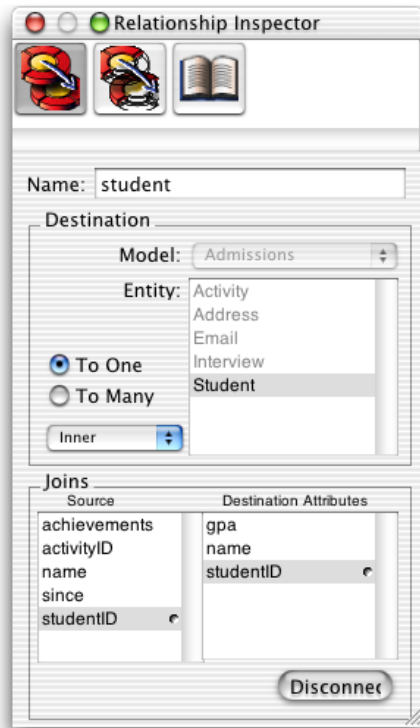 Relationship Inspector
Name: student
Destination
Model: Admissions
Entity: Activity
Address
Email
Interview
To One
Student
To Many
Inner
Joins
Source Destination Attributes
achievements gpa
activityID name
name studentID
since
studentID
Disconnec